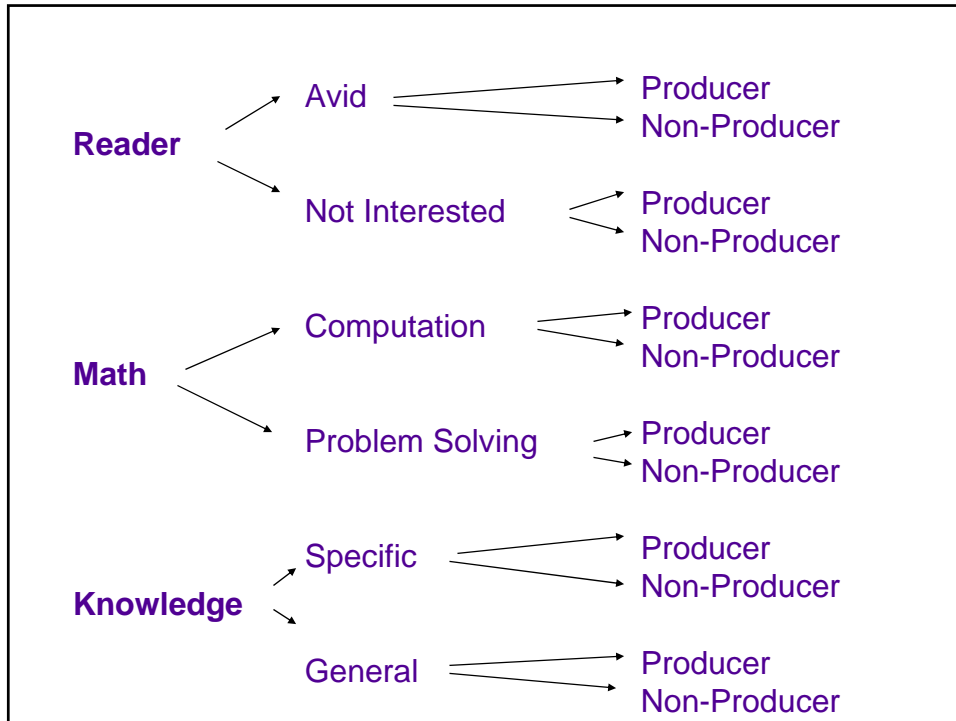 Avid
Producer
Non-Producer
Reader
Not Interested
Producer
Non-Producer
Computation
Producer
Non-Producer
Math
Problem Solving
Producer
Non-Producer
Specific
Producer
Non-Producer
Knowledge
General
Producer
Non-Producer